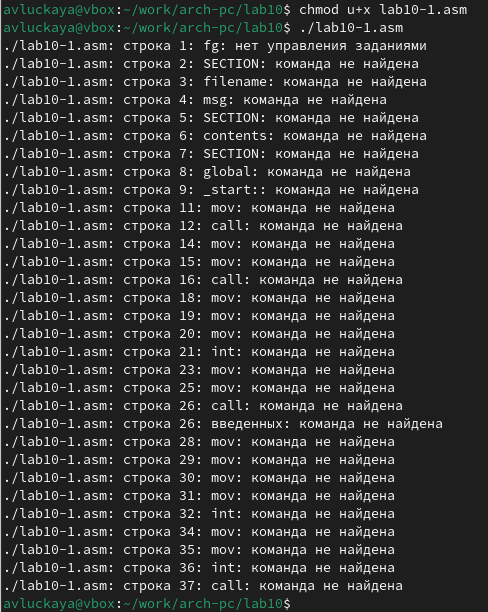 avluckaya@vbox:~/work/arch-pc/lab10$ chmod u+x lab10-1.asm
avluckaya@vbox:~/work/arch-pc/lab10$ ./lab10-1.asm
./lab10-1.asm: строка 1: fg: нет управления заданиями
./lab10-1.asm: строка 2: SECTION: команда не найдена
./lab10-1.asm: строка 3: filename: команда не найдена
./lab10-1.asm: строка 4: msg: команда не найдена
./lab10-1.asm: строка 5: SECTION: команда не найдена
./lab10-1.asm: строка 6: contents: команда не найдена
./lab10-1.asm: строка 7: SECTION: команда не найдена
./lab10-1.asm: строка 8: global: команда не найдена
./lab10-1.asm: строка 9: _start:: команда не найдена
./lab10-1.asm: строка 11: mov: команда не найдена
./lab10-1.asm: строка 12: call: команда не найдена
./lab10-1.asm: строка 14: mov: команда не найдена
./lab10-1.asm: строка 15: mov: команда не найдена
./lab10-1.asm: строка 16: call: команда не найдена
./lab10-1.asm: строка 18: mov: команда не найдена
./lab10-1.asm: строка 19: mov: команда не найдена
./lab10-1.asm: строка 20: mov: команда не найдена
./lab10-1.asm: строка 21: int: команда не найдена
./lab10-1.asm: строка 23: mov: команда не найдена
./lab10-1.asm: строка 25: mov: команда не найдена
./lab10-1.asm: строка 26: call: команда не найдена
./lab10-1.asm: строка 26: введенных: команда не найдена
./lab10-1.asm: строка 28: mov: команда не найдена
./lab10-1.asm: строка 29: mov: команда не найдена
./lab10-1.asm: строка 30: mov: команда не найдена
./lab10-1.asm: строка 31: mov: команда не найдена
./lab10-1.asm: строка 32: int: команда не найдена
./lab10-1.asm: строка 34: mov: команда не найдена
./lab10-1.asm: строка 35: mov: команда не найдена
./lab10-1.asm: строка 36: int: команда не найдена
./lab10-1.asm: строка 37: call: команда не найдена
avluckaya@vbox:~/work/arch-pc/lab10$